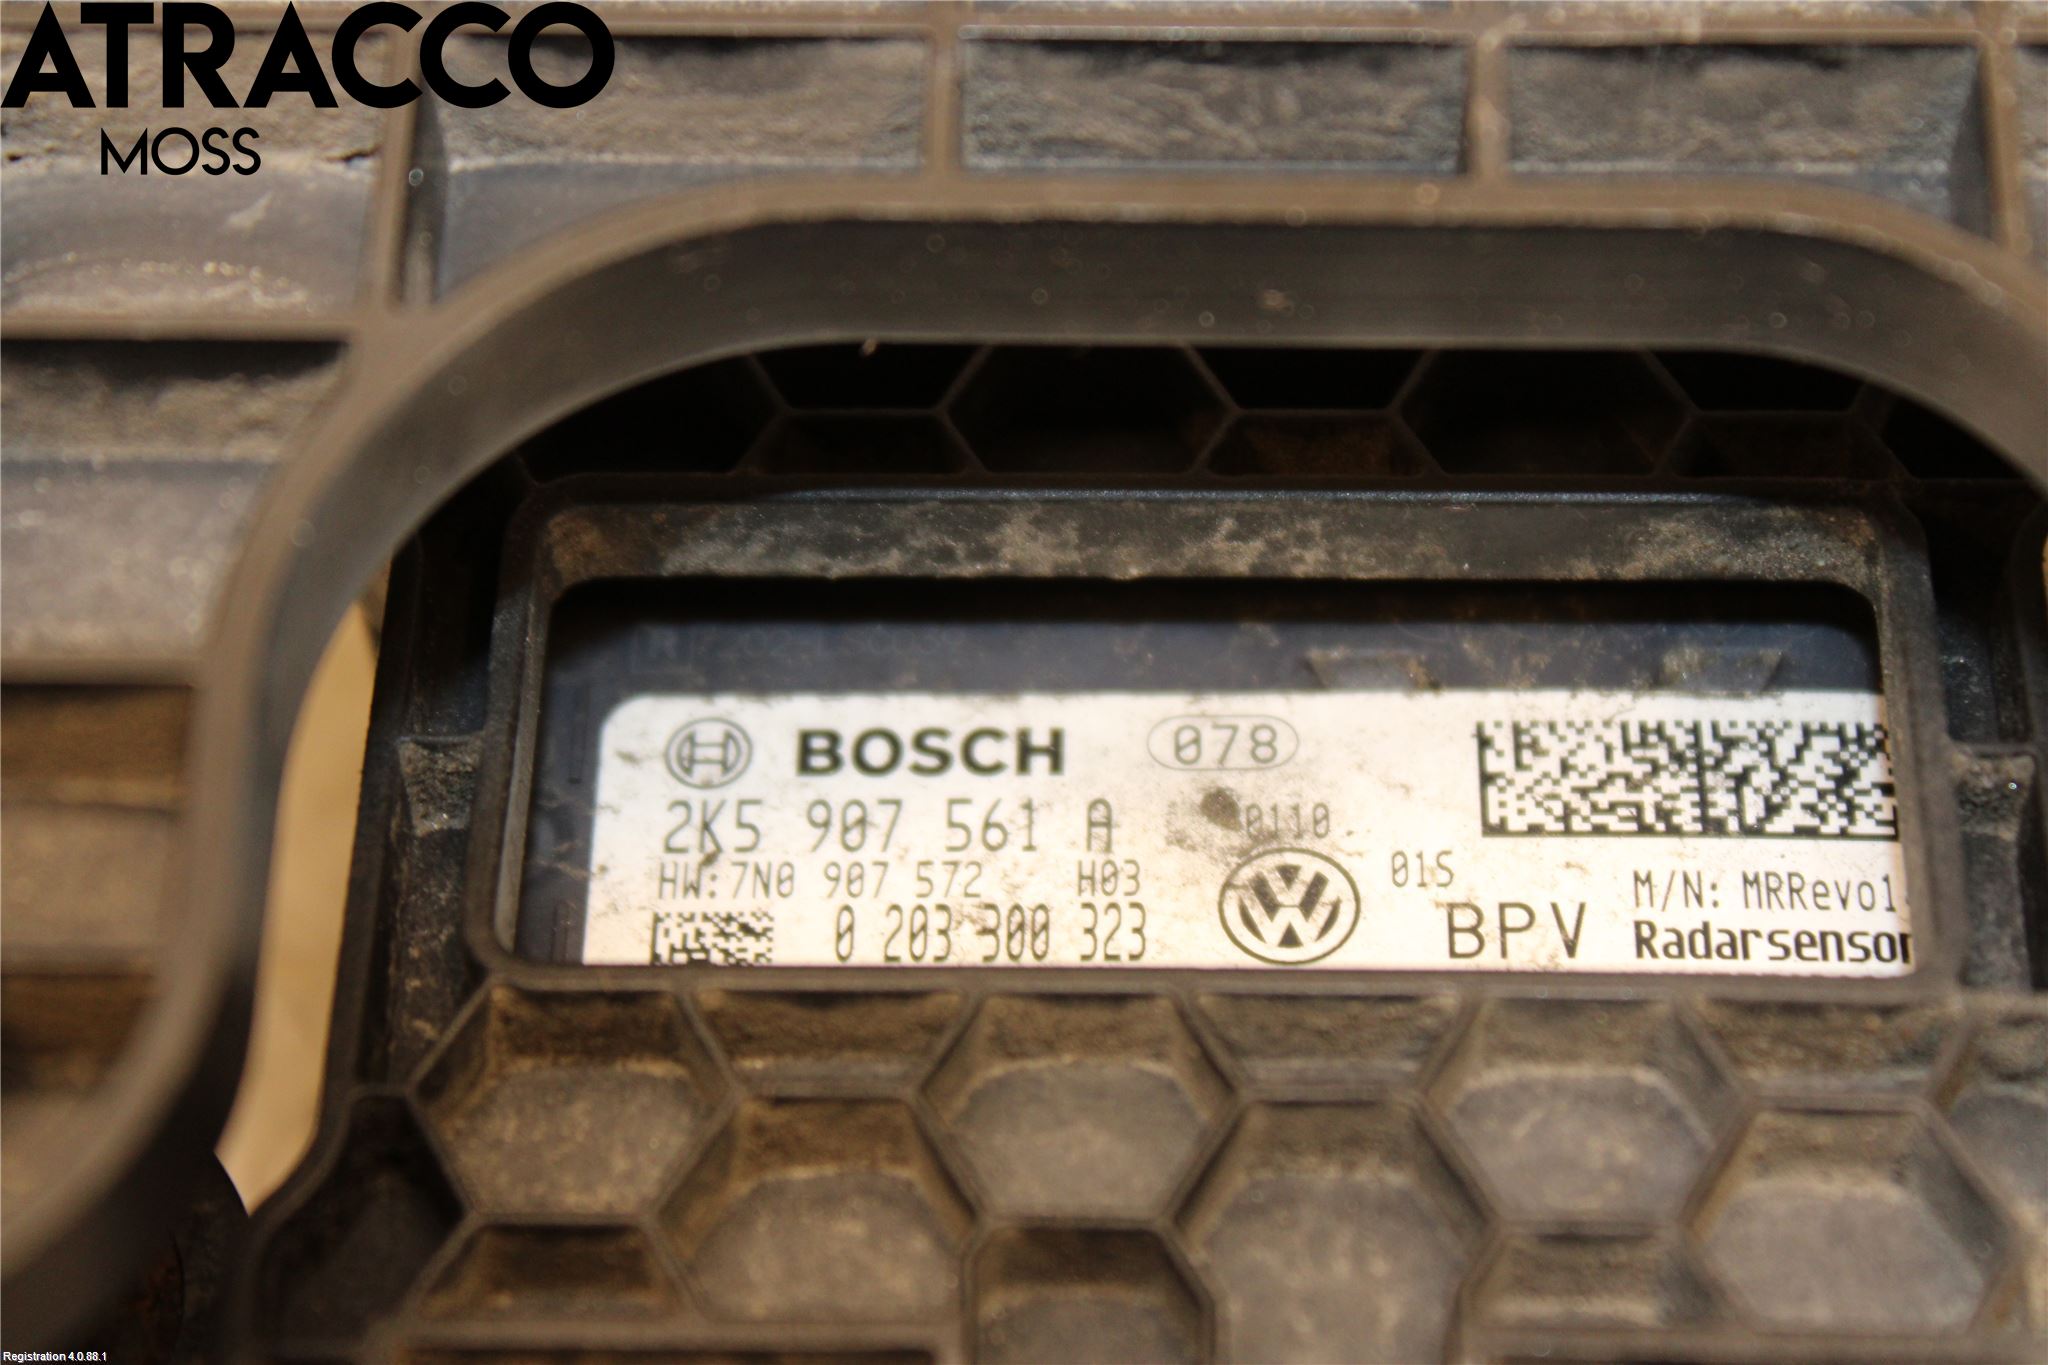 ATRACCO
MOSS
BOSCH 078
2K5 907 561 A 0110
HW:7N0 907 572 H03 01S M/N:
0 203 300 323 BPV Radarsensor
Registration 4.0.88.1